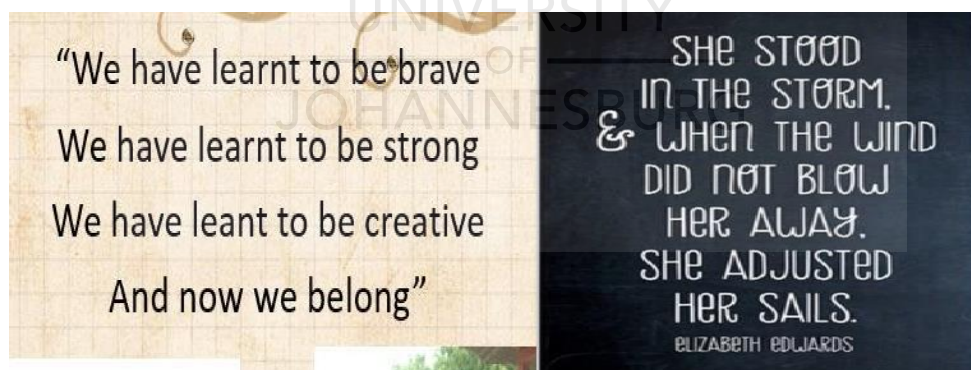 UNIVERSITY
OF
JOHANNESBURG
“We have learnt to be brave
We have learnt to be strong
We have leant to be creative
And now we belong”
SHE STOOD
IN THE STORM,
& WHEN THE WIND
DID NOT BLOW
HER AWAY,
SHE ADJUSTED
HER SAILS.
ELIZABETH EDWARDS